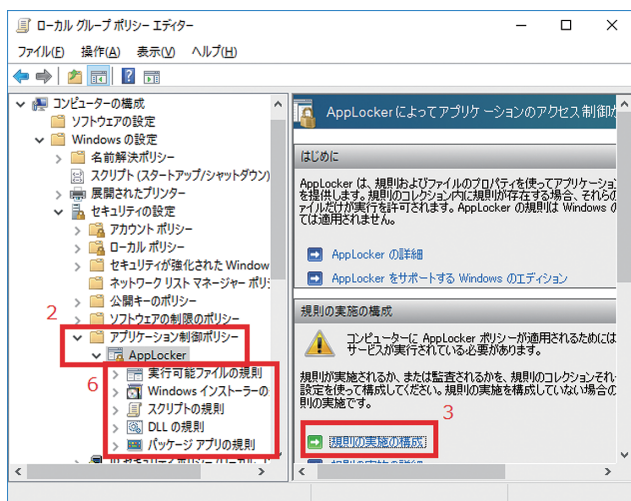 ローカル グループ ポリシー エディター
ファイル(F) 操作(A) 表示(V) ヘルプ(H)
コンピューターの構成
ソフトウェアの設定
Windows の設定
名前解決ポリシー
スクリプト (スタートアップ/シャットダウン)
展開されたプリンター
セキュリティの設定
アカウント ポリシー
ローカル ポリシー
セキュリティが強化された Window
ネットワーク リスト マネージャー ポリ
公開キーのポリシー
2
ソフトウェアの制限のポリシー
アプリケーション制御ポリシー
AppLocker
6
実行可能ファイルの規則
Windows インストーラーの
スクリプトの規則
DLL の規則
パッケージ アプリの規則
AppLocker によってアプリケーションのアクセス制御が
はじめに
AppLocker は、規則およびファイルのプロパティを使ってアプリケーショ
を提供します。規則のコレクション内に規則が存在する場合、それらの
ァイルだけが実行を許可されます。AppLocker の規則は Windows の
ては適用されません。
AppLocker の詳細
AppLocker をサポートする Windows のエディション
規則の実施の構成
コンピューターに AppLocker ポリシーが適用されるためには
サービスが実行されている必要があります。
規則が実施されるか、または監査されるかを、規則のコレクションそれ
設定を使って構成してください。規則の実施を構成していない場合の
則の実施です。
3
規則の実施の構成